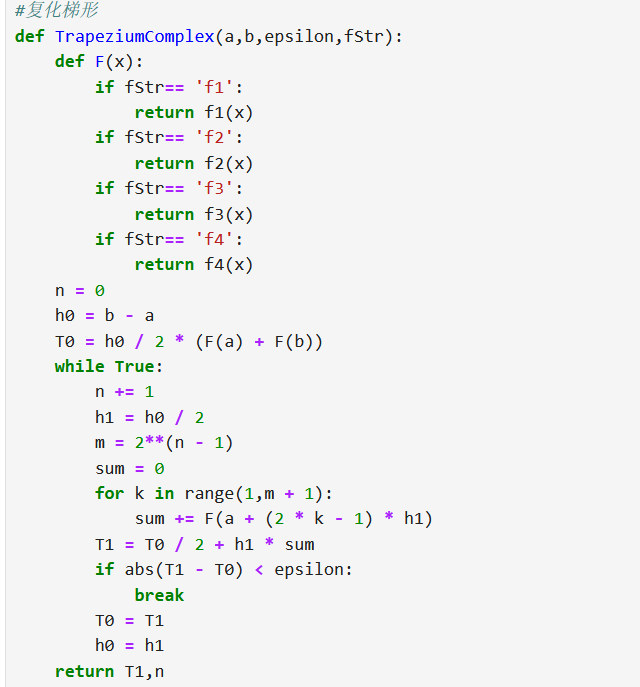 #复化梯形
def TrapeziumComplex(a,b,epsilon,fStr):
    def F(x):
        if fStr== 'f1':
            return f1(x)
        if fStr== 'f2':
            return f2(x)
        if fStr== 'f3':
            return f3(x)
        if fStr== 'f4':
            return f4(x)
    n = 0
    h0 = b - a
    T0 = h0 / 2 * (F(a) + F(b))
    while True:
        n += 1
        h1 = h0 / 2
        m = 2**(n - 1)
        sum = 0
        for k in range(1,m + 1):
            sum += F(a + (2 * k - 1) * h1)
        T1 = T0 / 2 + h1 * sum
        if abs(T1 - T0) < epsilon:
            break
        T0 = T1
        h0 = h1
    return T1,n